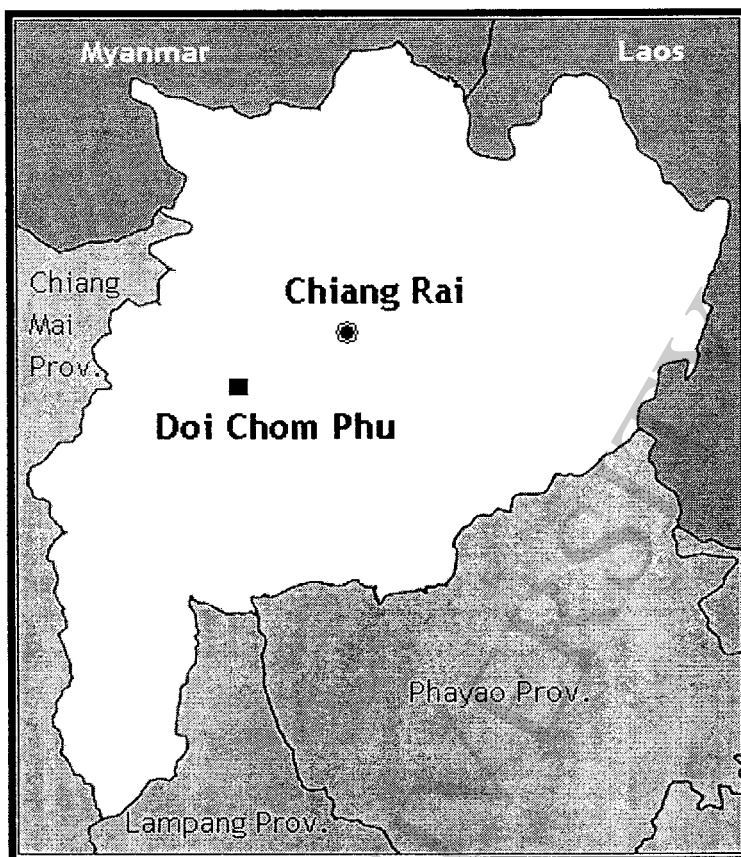 Myanmar
Laos
Chiang
Mai
Prov.
Chiang Rai
Doi Chom Phu
Phayao Prov.
Lampang Prov.